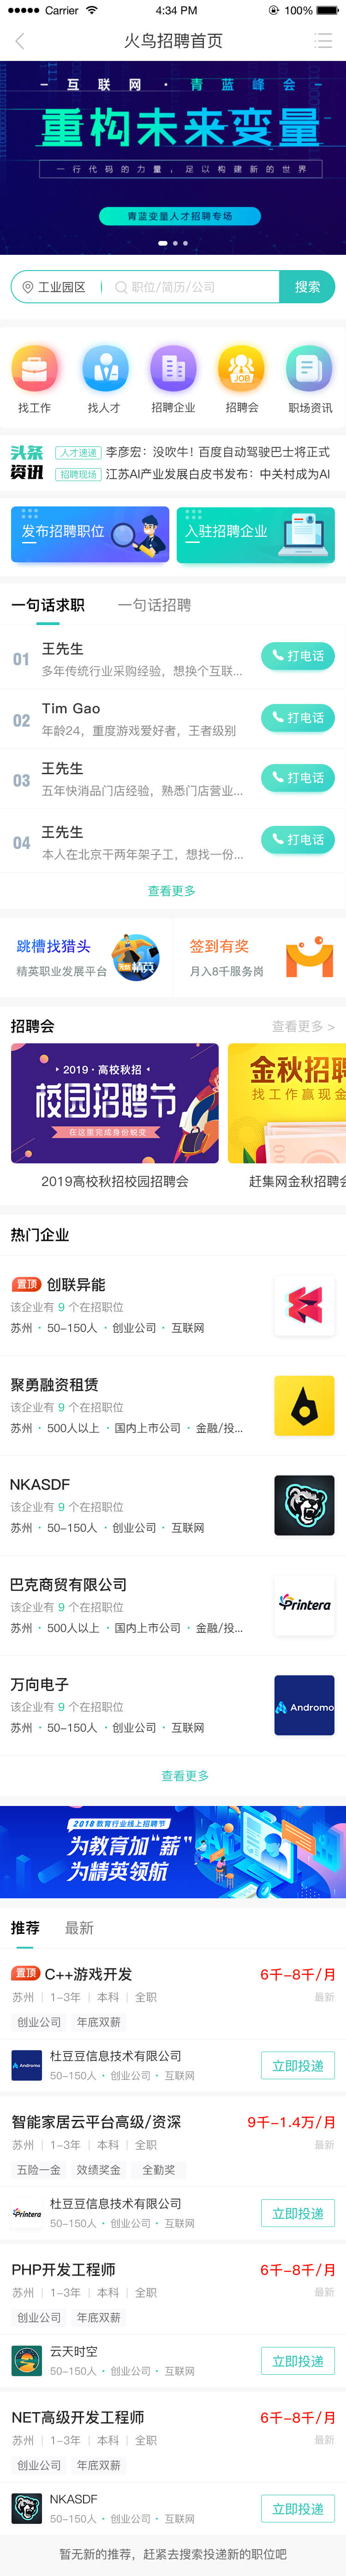 Carrier 4:34 PM 100%
火鸟招聘首页
互联网·青蓝峰会
重构未来变量
一行代码的力量，足以构建新的世界
青蓝变量人才招聘专场
工业园区 职位/简历/公司 搜索
找工作 找人才 招聘企业 招聘会 职场资讯
JOB
头条 人才速递 李彦宏：没吹牛! 百度自动驾驶巴士将正式
资讯 招聘现场 江苏AI产业发展白皮书发布：中关村成为AI
发布招聘职位 入驻招聘企业
一句话求职 一句话招聘
01 王先生 打电话
多年传统行业采购经验，想换个互联...
02 Tim Gao 打电话
年龄24，重度游戏爱好者，王者级别
03 王先生 打电话
五年快消品门店经验，熟悉门店营业...
04 王先生 打电话
本人在北京干两年架子工，想找一份...
查看更多
跳槽找猎头 签到有奖
精英职业发展平台 月入8千服务岗
招聘会 查看更多 >
2019·高校秋招 金秋招聘
校园招聘节 找工作赢现金
在这里完成身份蜕变
2019高校秋招校园招聘会 赶集网金秋招聘会
热门企业
置顶 创联异能
该企业有 9 个在招职位
苏州·50-150人·创业公司·互联网
聚勇融资租赁
该企业有 9 个在招职位
苏州·500人以上·国内上市公司·金融/投...
NKASDF
该企业有 9 个在招职位
苏州·50-150人·创业公司·互联网
巴克商贸有限公司
该企业有 9 个在招职位
苏州·500人以上·国内上市公司·金融/投...
Printera
万向电子
该企业有 9 个在招职位
苏州·50-150人·创业公司·互联网
Andromo
查看更多
2018教育行业线上招聘节
为教育加“薪”
为精英领航
推荐 最新
置顶 C++游戏开发 6千-8千/月
苏州 | 1-3年 | 本科 | 全职 最新
创业公司 年底双薪
杜豆豆信息技术有限公司 立即投递
Andromo 50-150人·创业公司·互联网
智能家居云平台高级/资深 9千-1.4万/月
苏州 | 1-3年 | 本科 | 全职 最新
五险一金 效绩奖金 全勤奖
杜豆豆信息技术有限公司 立即投递
Printera 50-150人·创业公司·互联网
PHP开发工程师 6千-8千/月
苏州 | 1-3年 | 本科 | 全职 最新
创业公司 年底双薪
云天时空 立即投递
50-150人·创业公司·互联网
NET高级开发工程师 6千-8千/月
苏州 | 1-3年 | 本科 | 全职 最新
创业公司 年底双薪
NKASDF 立即投递
50-150人·创业公司·互联网
暂无新的推荐，赶紧去搜索投递新的职位吧